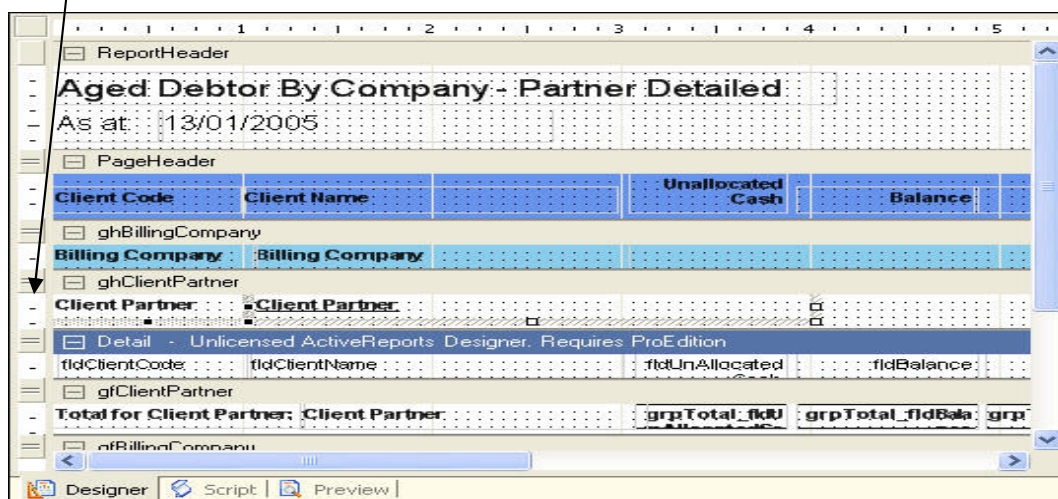 1 2 3 4 5
ReportHeader
Aged Debtor By Company - Partner Detailed
As at: 13/01/2005
PageHeader
Client Code Client Name Unallocated Cash Balance
ghBillingCompany
Billing Company Billing Company
ghClientPartner
Client Partner Client Partner
Detail - Unlicensed ActiveReports Designer. Requires ProEdition
fldClientCode fldClientName fldUnAllocated fldBalance
gfClientPartner
Total for Client Partner: Client Partner grpTotal_fldU grpTotal_fldBala grpT
gfBillingCompany
Designer Script Preview